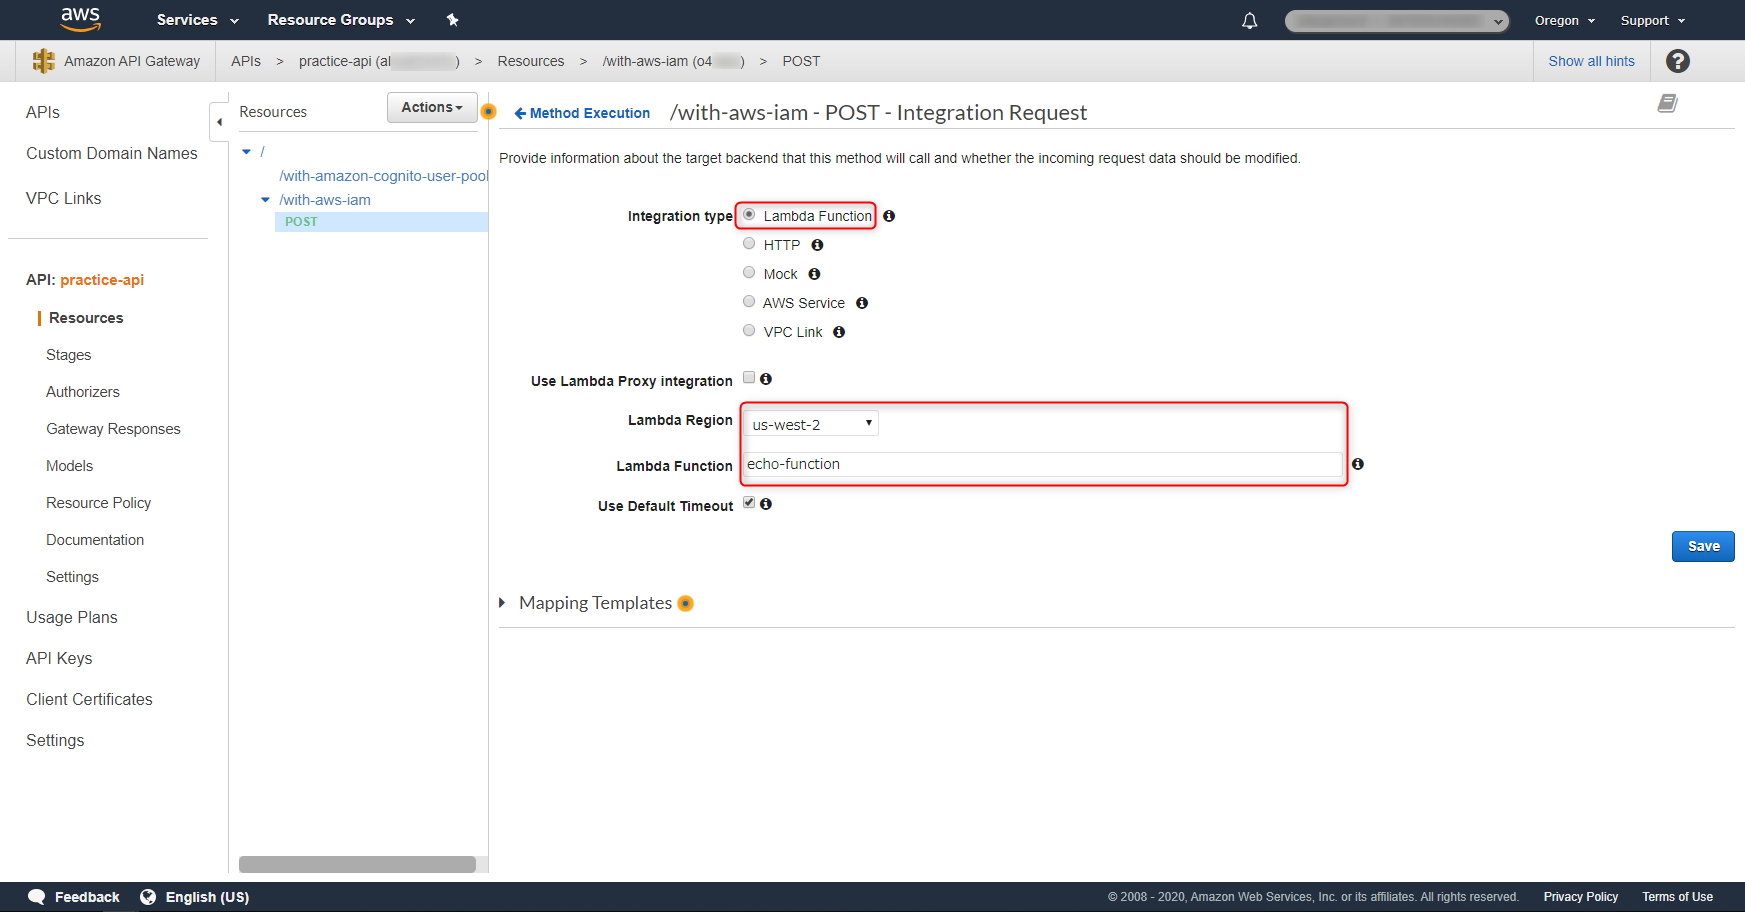 aws Services Resource Groups Oregon Support
Amazon API Gateway APIs > practice-api (al ) > Resources > /with-aws-iam (o4 ) > POST Show all hints ?
APIs
Custom Domain Names
VPC Links
API: practice-api
Resources
Stages
Authorizers
Gateway Responses
Models
Resource Policy
Documentation
Settings
Usage Plans
API Keys
Client Certificates
Settings
Resources Actions
/
/with-amazon-cognito-user-pool
/with-aws-iam
POST
Method Execution /with-aws-iam - POST - Integration Request
Provide information about the target backend that this method will call and whether the incoming request data should be modified.
Integration type Lambda Function
HTTP
Mock
AWS Service
VPC Link
Use Lambda Proxy integration
Lambda Region us-west-2
Lambda Function echo-function
Use Default Timeout
Save
Mapping Templates
Feedback English (US) © 2008 - 2020, Amazon Web Services, Inc. or its affiliates. All rights reserved. Privacy Policy Terms of Use